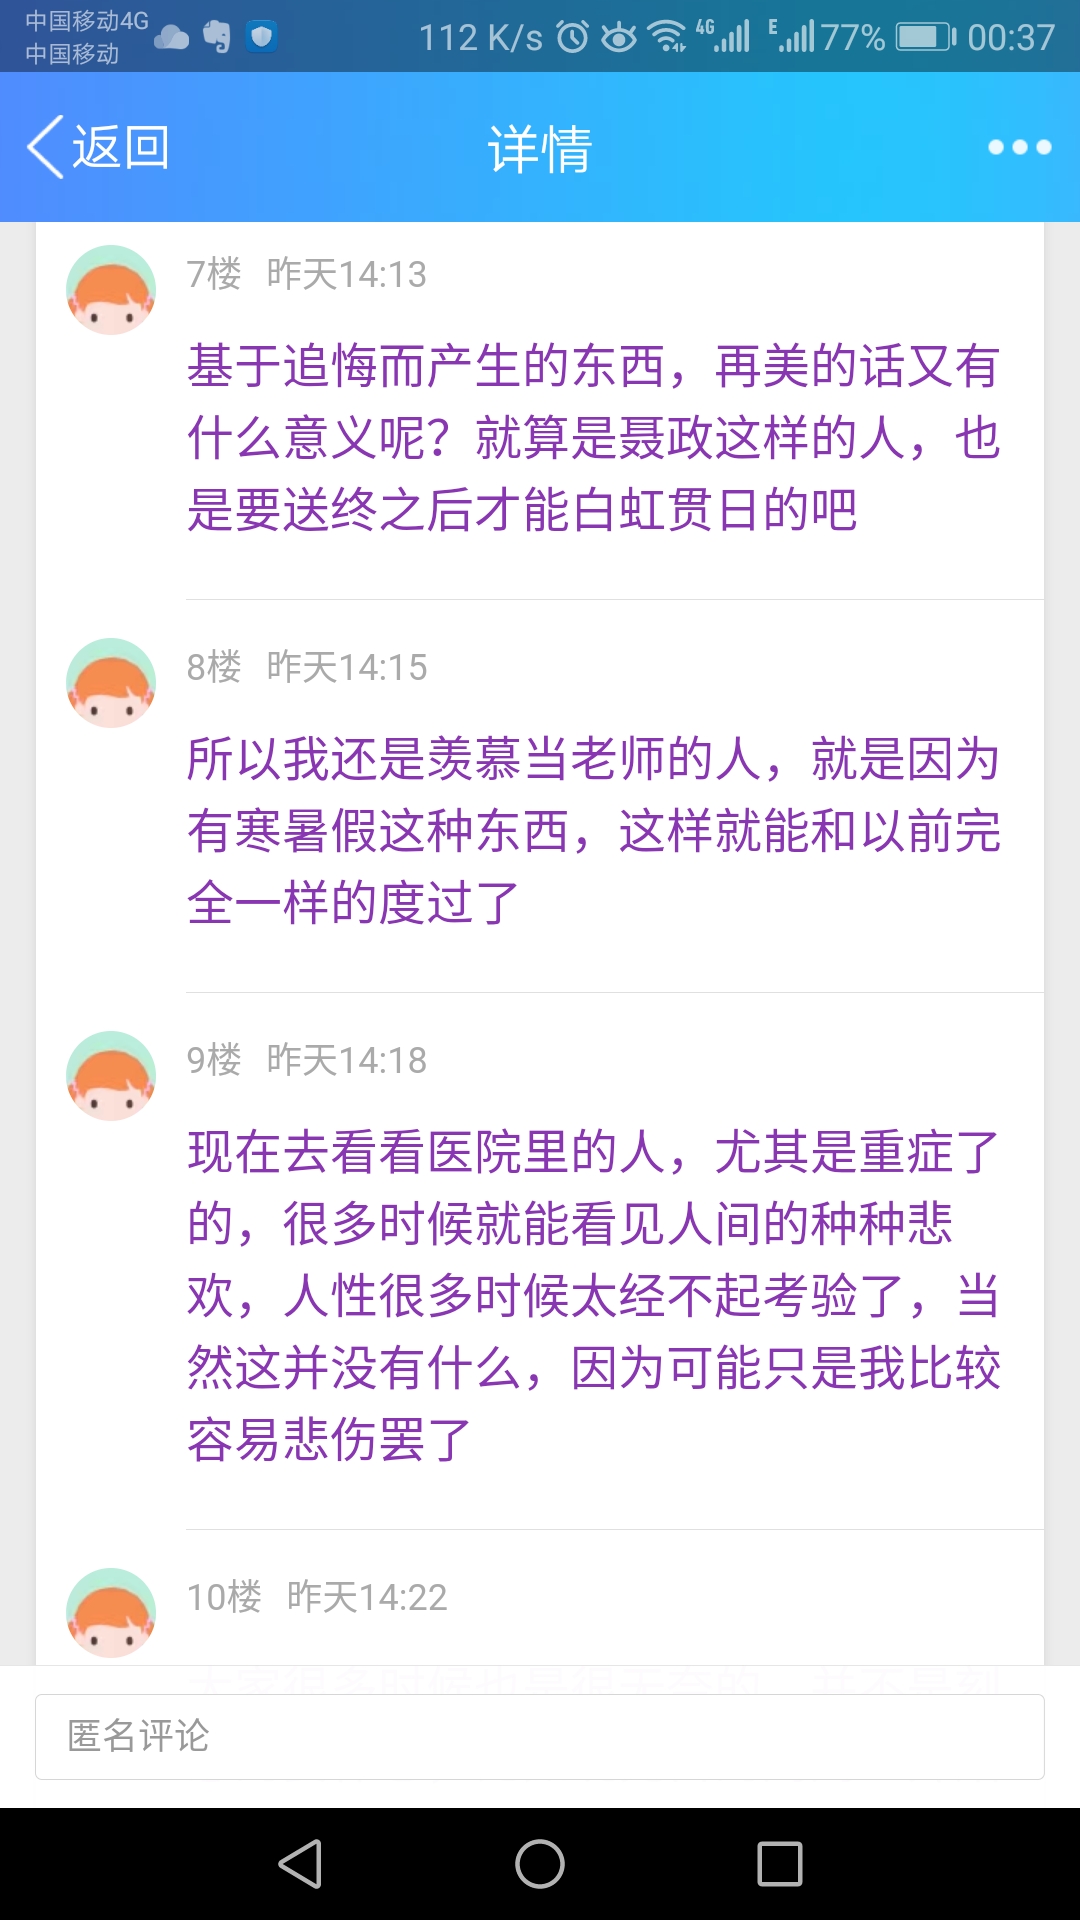 中国移动4G
中国移动
112 K/s
4G
E
77%
00:37
返回
详情
7楼 昨天14:13
基于追悔而产生的东西，再美的话又有
什么意义呢？就算是聂政这样的人，也
是要送终之后才能白虹贯日的吧
8楼 昨天14:15
所以我还是羡慕当老师的人，就是因为
有寒暑假这种东西，这样就能和以前完
全一样的度过了
9楼 昨天14:18
现在去看看医院里的人，尤其是重症了
的，很多时候就能看见人间的种种悲
欢，人性很多时候太经不起考验了，当
然这并没有什么，因为可能只是我比较
容易悲伤罢了
10楼 昨天14:22
匿名评论